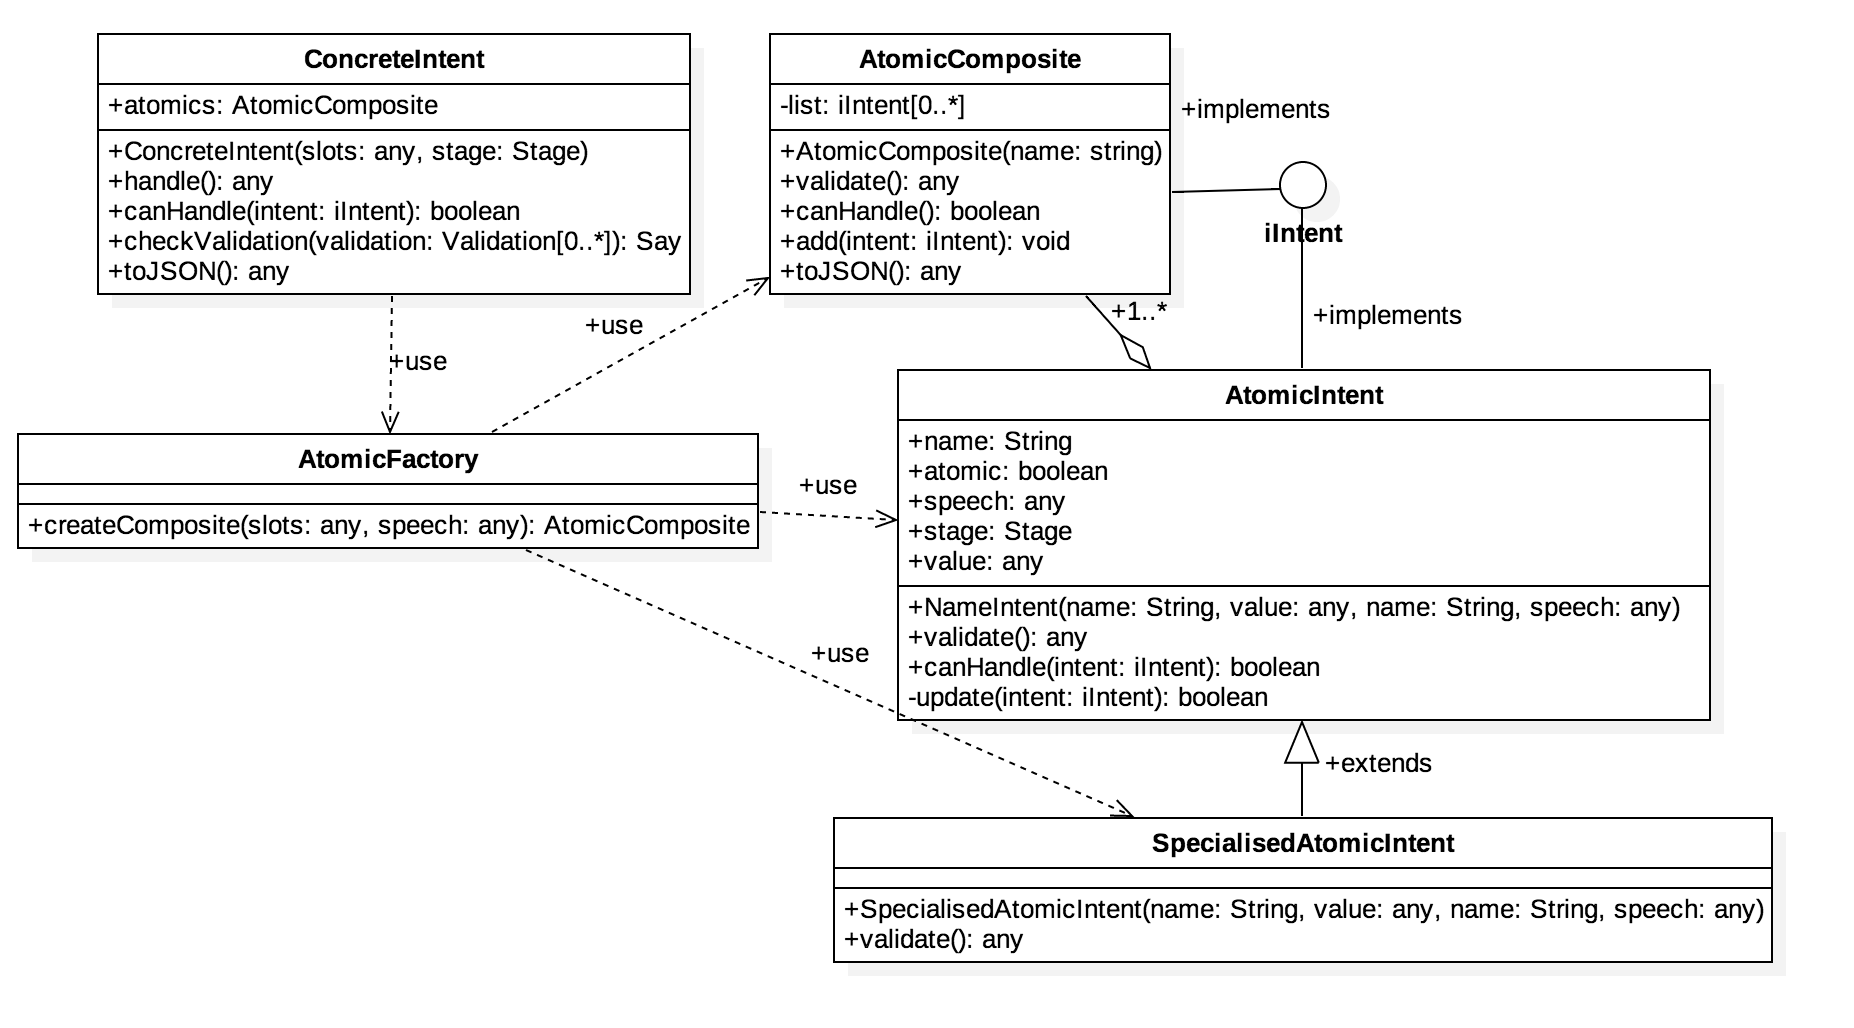 ConcreteIntent
+atomics: AtomicComposite
+ConcreteIntent(slots: any, stage: Stage)
+handle(): any
+canHandle(intent: iIntent): boolean
+checkValidation(validation: Validation[0..*]): Say
+toJSON(): any
AtomicComposite
-list: iIntent[0..*]
+AtomicComposite(name: string)
+validate(): any
+canHandle(): boolean
+add(intent: iIntent): void
+toJSON(): any
+implements
iIntent
+implements
+1..*
+use
+use
AtomicFactory
+createComposite(slots: any, speech: any): AtomicComposite
+use
+use
AtomicIntent
+name: String
+atomic: boolean
+speech: any
+stage: Stage
+value: any
+NameIntent(name: String, value: any, name: String, speech: any)
+validate(): any
+canHandle(intent: iIntent): boolean
-update(intent: iIntent): boolean
+extends
SpecialisedAtomicIntent
+SpecialisedAtomicIntent(name: String, value: any, name: String, speech: any)
+validate(): any